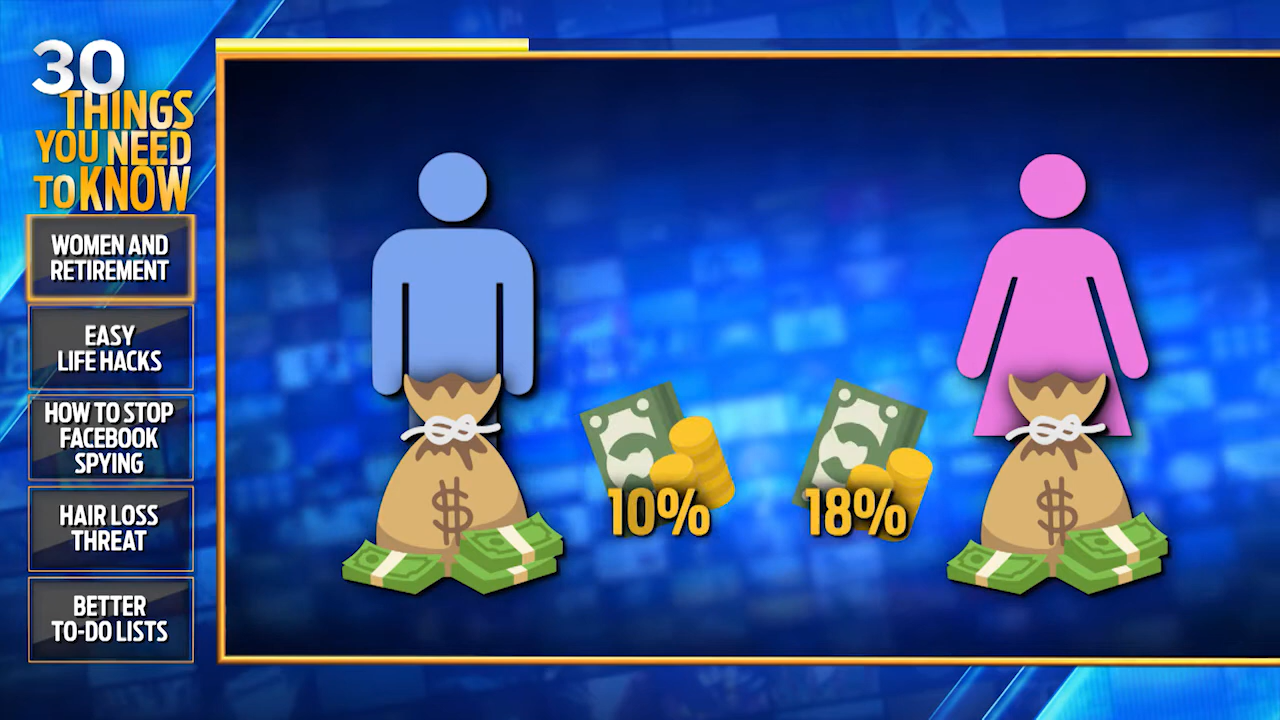 30
THINGS
YOU NEED
TO KNOW
WOMEN AND
RETIREMENT
EASY
LIFE HACKS
HOW TO STOP
FACEBOOK
SPYING
HAIR LOSS
THREAT
BETTER
TO-DO LISTS
10%
18%
$
$